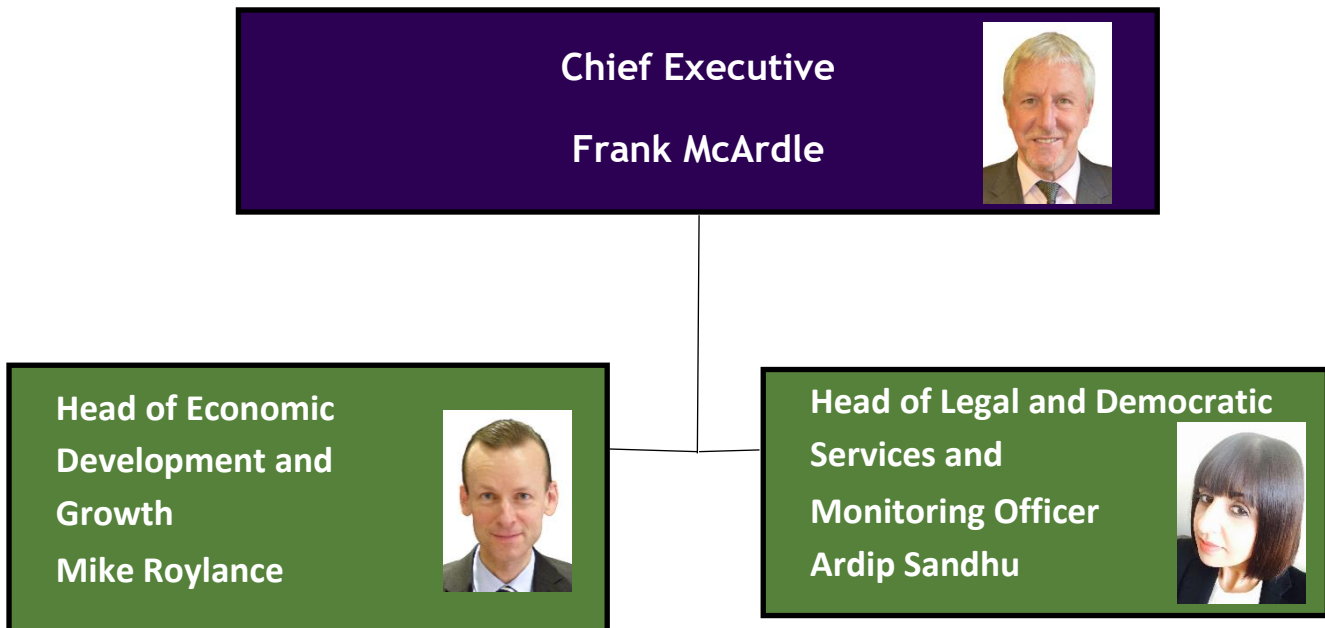 Chief Executive
Frank McArdle
Head of Economic
Development and
Growth
Mike Roylance
Head of Legal and Democratic
Services and
Monitoring Officer
Ardip Sandhu